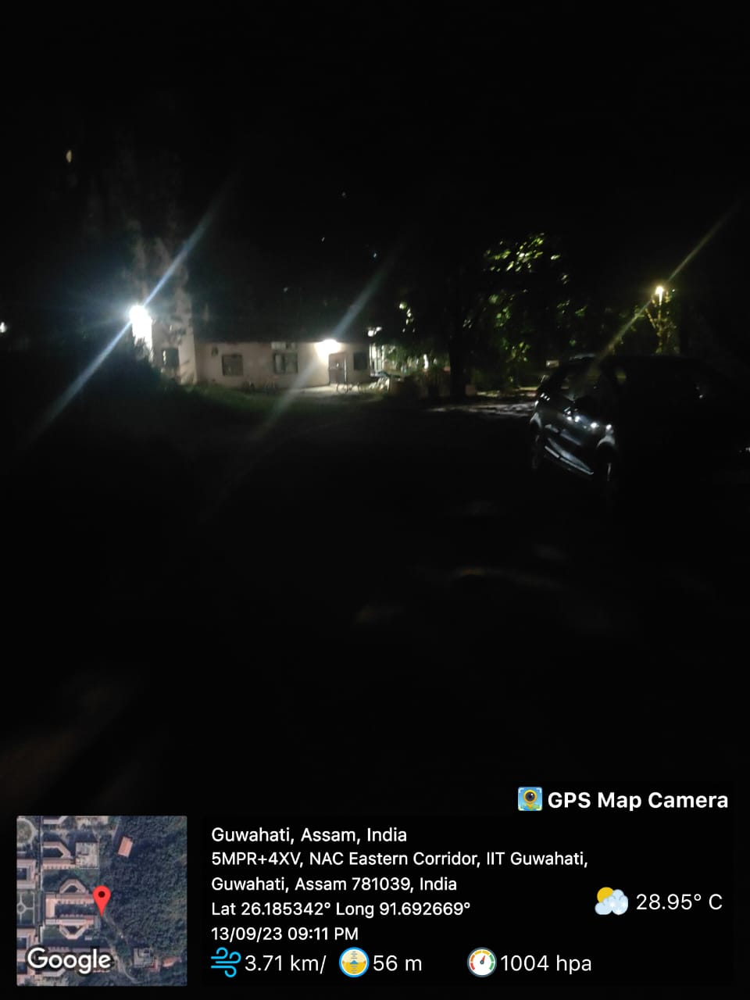 GPS Map Camera
Guwahati, Assam, India
5MPR+4XV, NAC Eastern Corridor, IIT Guwahati,
Guwahati, Assam 781039, India
Lat 26.185342° Long 91.692669°
28.95° C
13/09/23 09:11 PM
3.71 km/ 56 m 1004 hpa
Google